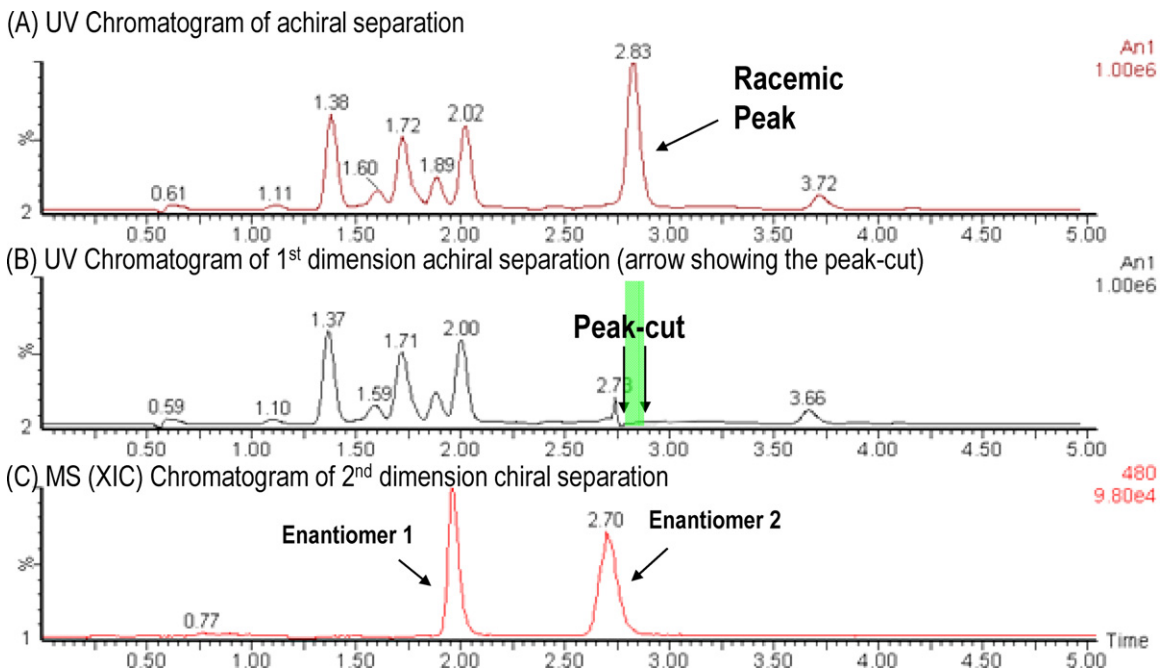 (A) UV Chromatogram of achiral separation
An1
1.00e6
2.83
Racemic
Peak
1.38
2.02
1.72
1.60
1.89
0.61
1.11
3.72
%
2
0.50 1.00 1.50 2.00 2.50 3.00 3.50 4.00 4.50 5.00
(B) UV Chromatogram of 1st dimension achiral separation (arrow showing the peak-cut)
An1
1.00e6
Peak-cut
1.37
2.00
1.71
1.59
2.73
0.59
1.10
3.66
%
2
0.50 1.00 1.50 2.00 2.50 3.00 3.50 4.00 4.50 5.00
(C) MS (XIC) Chromatogram of 2nd dimension chiral separation
480
9.80e4
Enantiomer 1
2.70
Enantiomer 2
0.77
%
1
Time
0.50 1.00 1.50 2.00 2.50 3.00 3.50 4.00 4.50 5.00